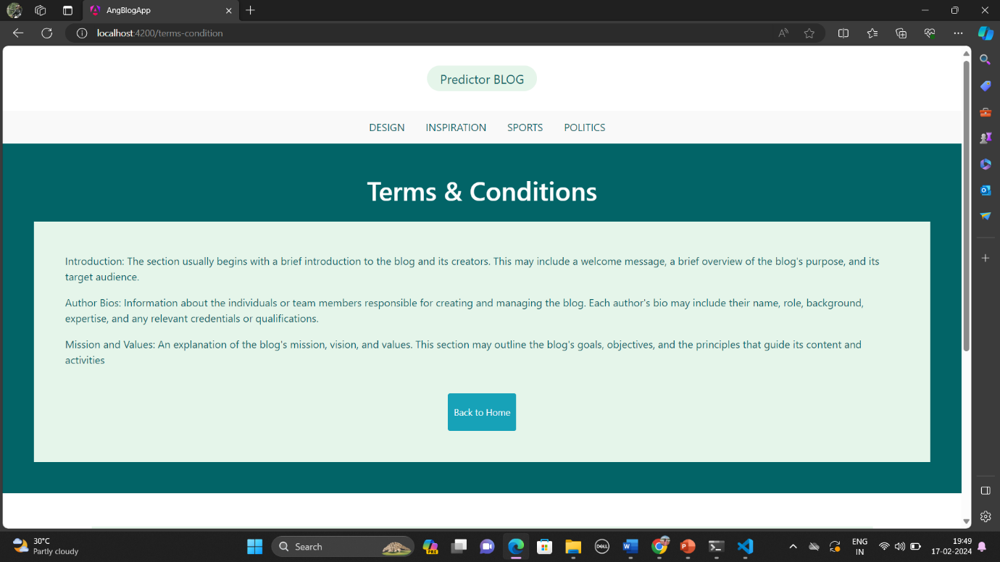 AngBlogApp
localhost:4200/terms-condition
Predictor BLOG
DESIGN INSPIRATION SPORTS POLITICS
Terms & Conditions
Introduction: The section usually begins with a brief introduction to the blog and its creators. This may include a welcome message, a brief overview of the blog's purpose, and its
target audience.
Author Bios: Information about the individuals or team members responsible for creating and managing the blog. Each author's bio may include their name, role, background,
expertise, and any relevant credentials or qualifications.
Mission and Values: An explanation of the blog's mission, vision, and values. This section may outline the blog's goals, objectives, and the principles that guide its content and
activities
Back to Home
30°C
Partly cloudy
Search
PRE
DELL
ENG
IN
19:49
17-02-2024